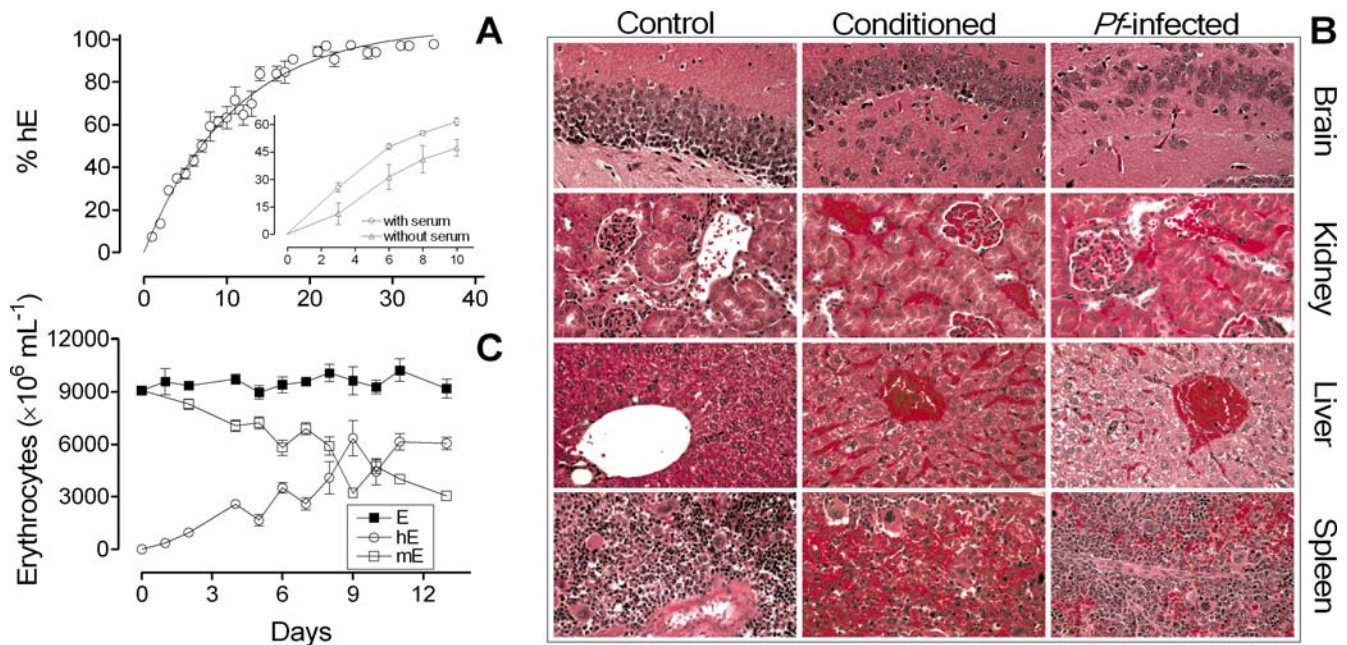 A
% hE
100
80
60
40
20
0
0 10 20 30 40
60
45
30
15
0
0 2 4 6 8 10
with serum
without serum
C
Erythrocytes (×10⁶ mL⁻¹)
12000
9000
6000
3000
0
0 3 6 9 12
Days
E
hE
mE
B
Control Conditioned Pf-infected
Brain
Kidney
Liver
Spleen